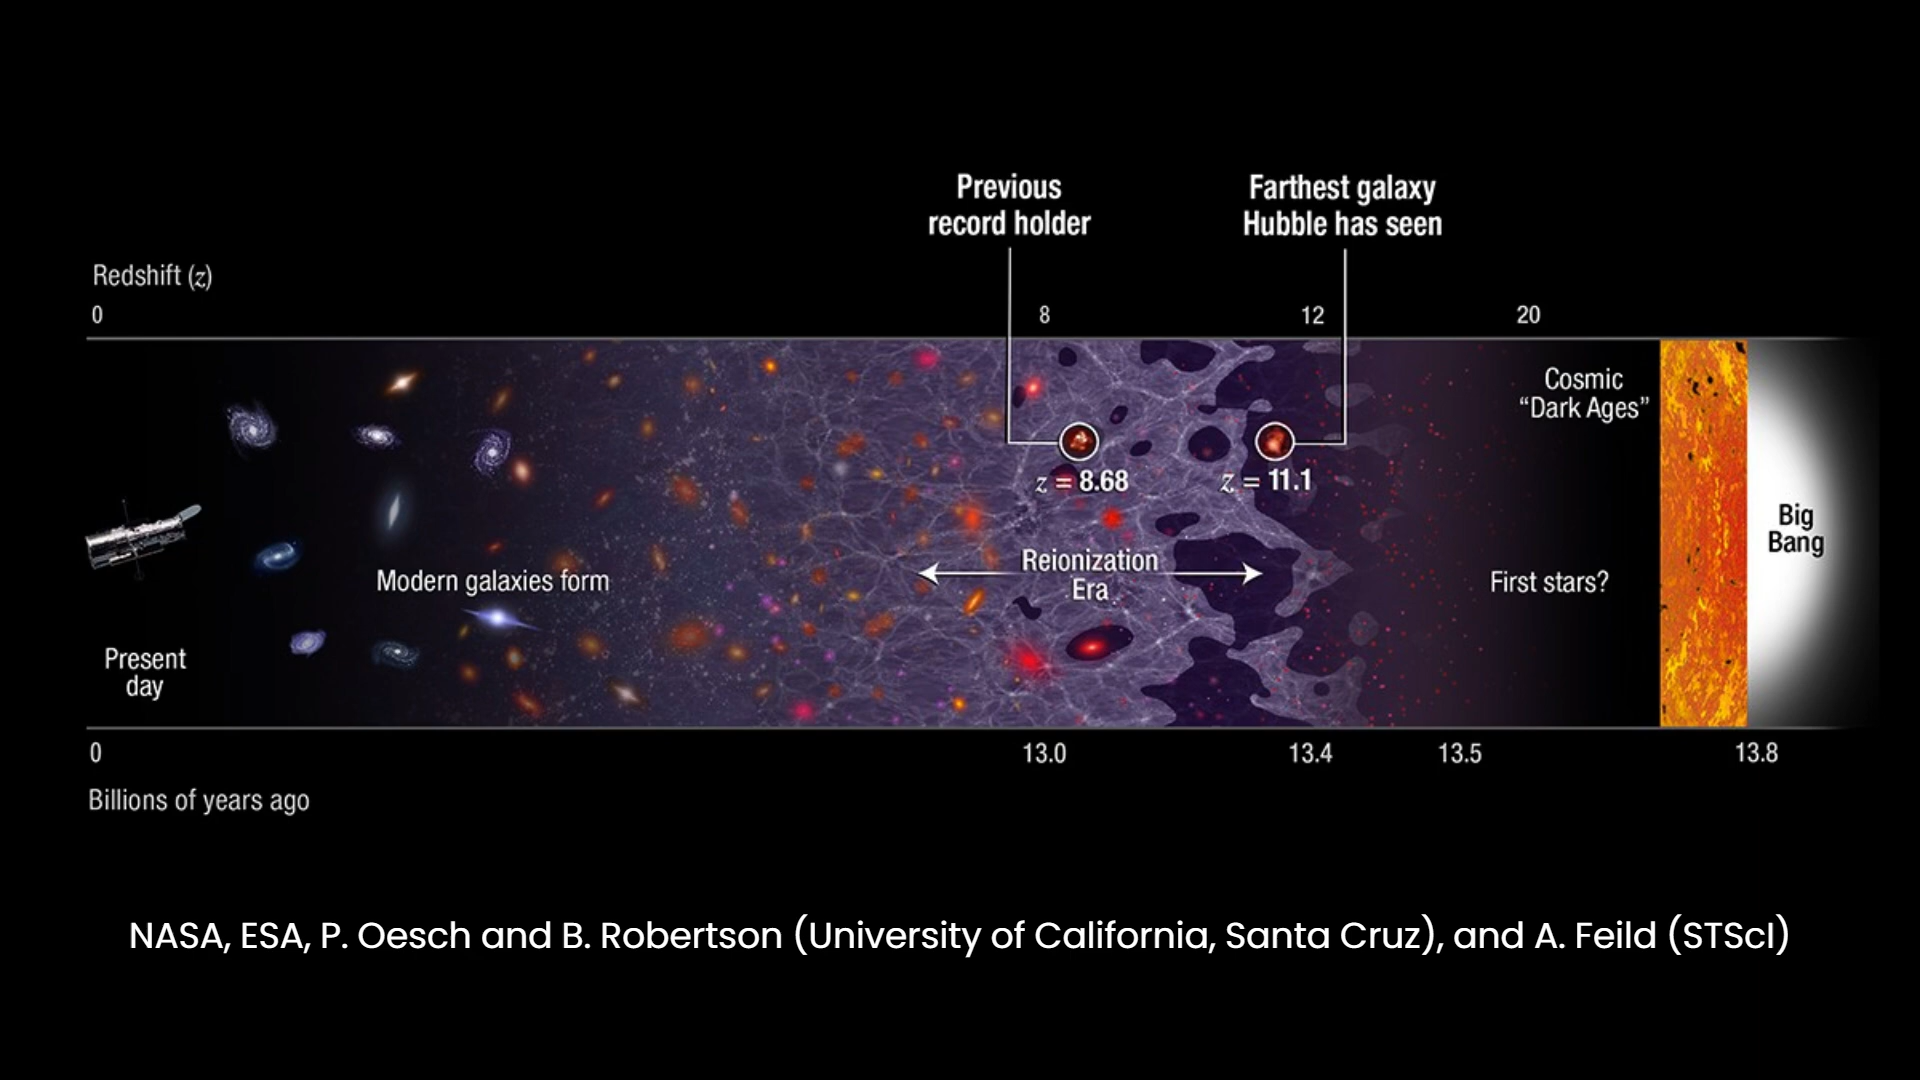 Previous
record holder
Farthest galaxy
Hubble has seen
Redshift (z)
0
8
12
20
Cosmic
“Dark Ages”
z = 8.68
z = 11.1
Big
Bang
Reionization
Era
Modern galaxies form
First stars?
Present
day
0
13.0
13.4
13.5
13.8
Billions of years ago
NASA, ESA, P. Oesch and B. Robertson (University of California, Santa Cruz), and A. Feild (STScI)